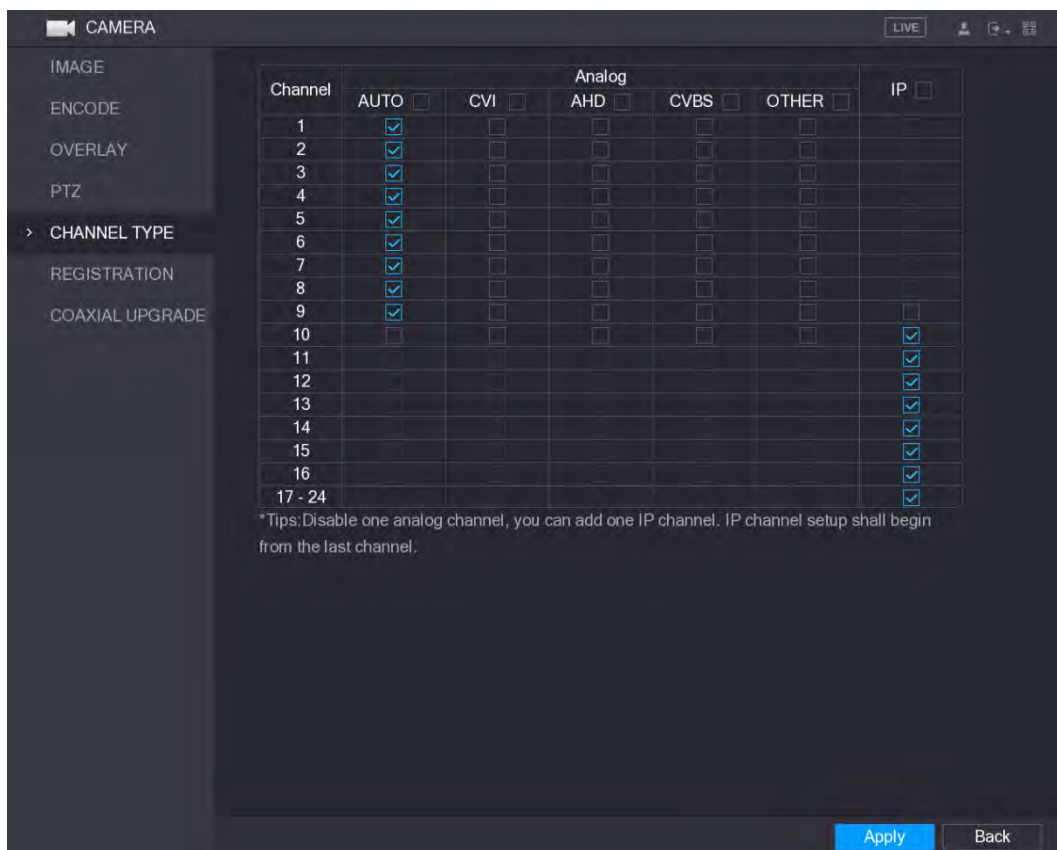 CAMERA
LIVE
IMAGE
ENCODE
OVERLAY
PTZ
CHANNEL TYPE
REGISTRATION
COAXIAL UPGRADE
Channel
Analog
IP
AUTO CVI AHD CVBS OTHER
1
2
3
4
5
6
7
8
9
10
11
12
13
14
15
16
17 - 24
*Tips:Disable one analog channel, you can add one IP channel. IP channel setup shall begin
from the last channel.
Apply
Back